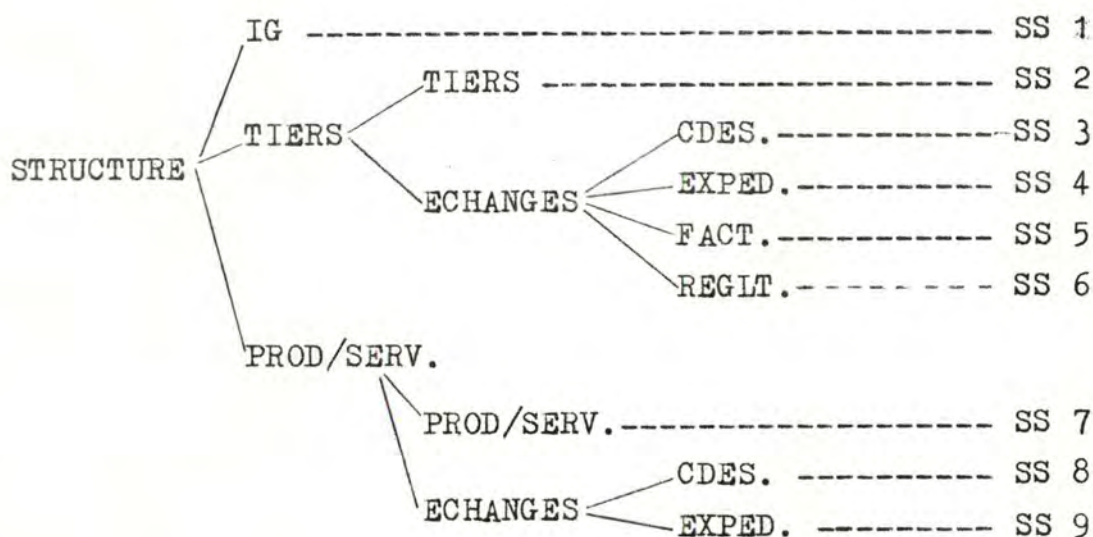 IG -------------------------------- SS 1
TIERS --------------------- SS 2
TIERS
CDES. ---------- SS 3
STRUCTURE
EXPED. ---------- SS 4
ECHANGES
FACT. ---------- SS 5
REGLT. ---------- SS 6
PROD/SERV.
PROD/SERV. ----------------- SS 7
CDES. --------- SS 8
ECHANGES
EXPED. -------- SS 9